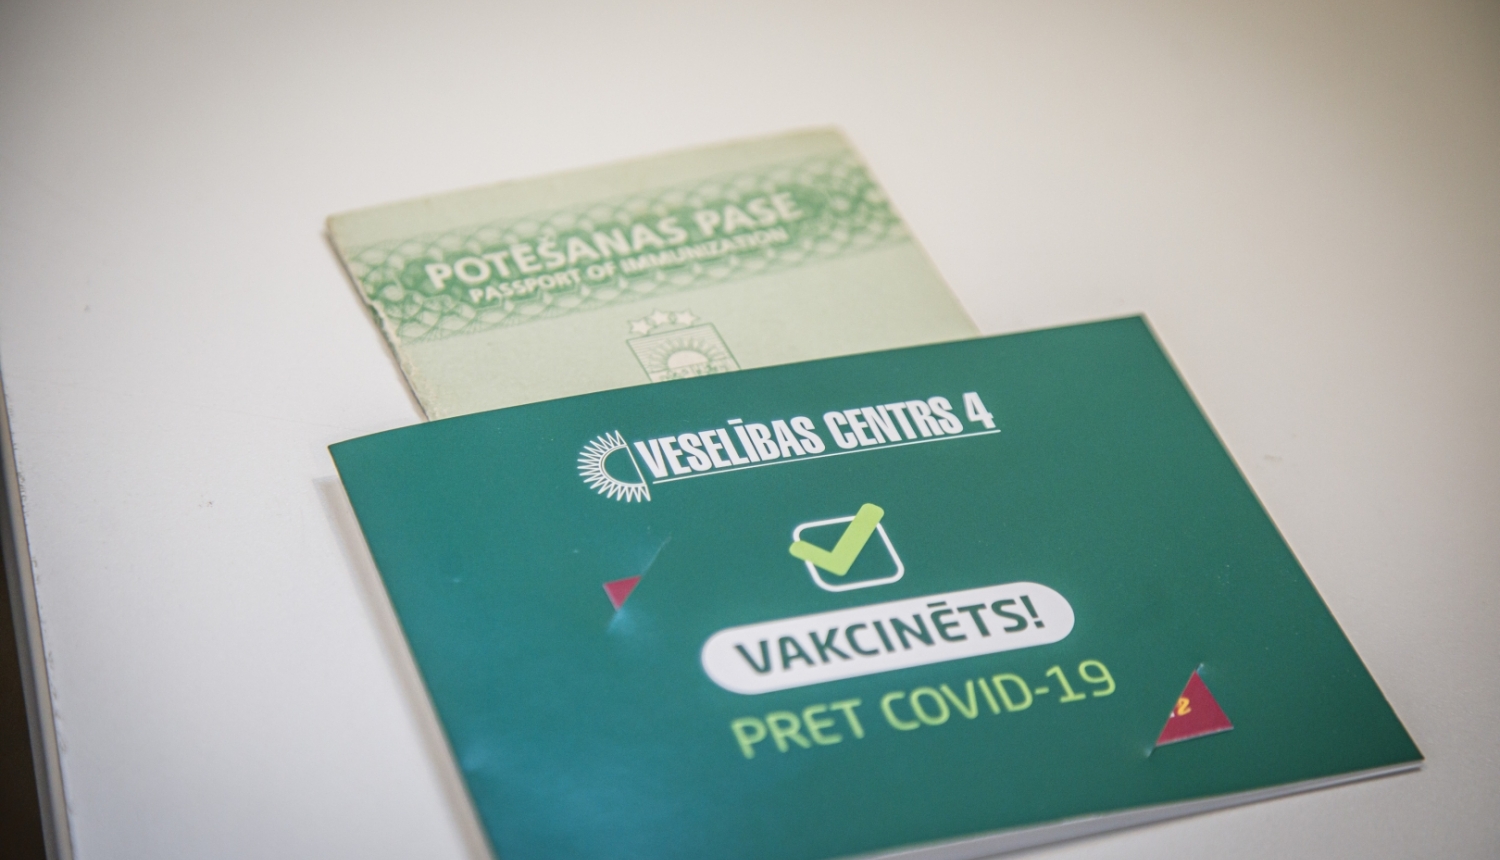 POTĒŠANAS PASE
PASSPORT OF IMMUNIZATION
VESELĪBAS CENTRS 4
VAKCINĒTS!
PRET COVID-19